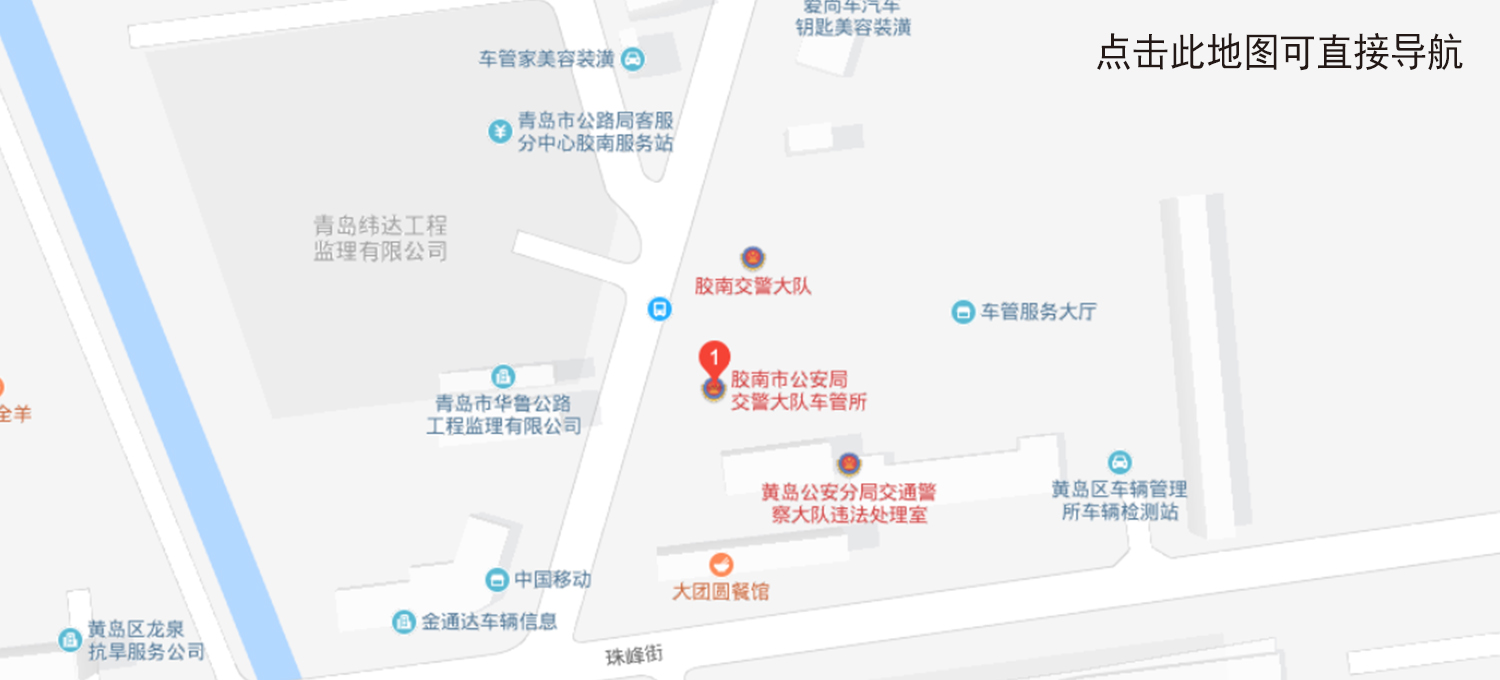 爱尚车汽车
钥匙美容装潢
点击此地图可直接导航
车管家美容装潢
青岛市公路局客服
分中心胶南服务站
青岛纬达工程
监理有限公司
胶南交警大队
车管服务大厅
1
胶南市公安局
交警大队车管所
青岛市华鲁公路
工程监理有限公司
全羊
黄岛公安分局交通警
察大队违法处理室
黄岛区车辆管理
所车辆检测站
中国移动
大团圆餐馆
金通达车辆信息
黄岛区龙泉
抗旱服务公司
珠峰街